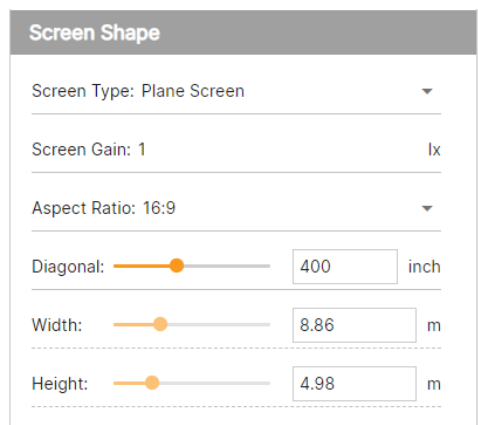 Screen Shape
Screen Type: Plane Screen
Screen Gain: 1 lx
Aspect Ratio: 16:9
Diagonal: 400 inch
Width: 8.86 m
Height: 4.98 m